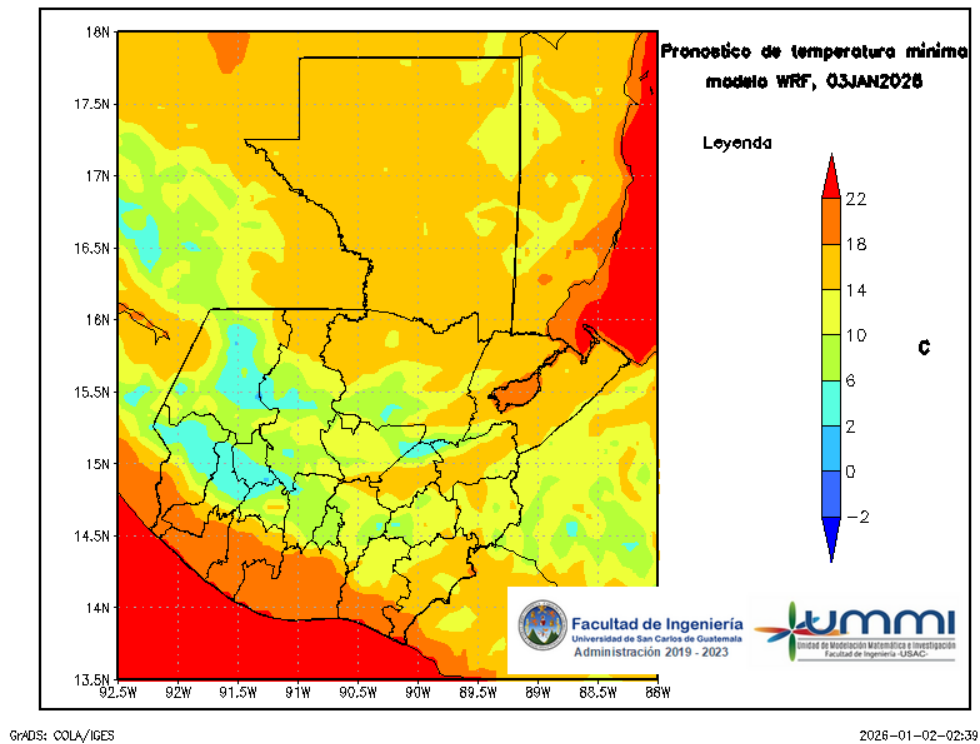 Pronostico de temperatura minima
modelo WRF, 03JAN2026
Leyenda
22
18
14
10
6
2
0
−2
C
18N
17.5N
17N
16.5N
16N
15.5N
15N
14.5N
14N
13.5N
92.5W 92W 91.5W 91W 90.5W 90W 89.5W 89W 88.5W 88W
Facultad de Ingeniería
Universidad de San Carlos de Guatemala
Administración 2019 - 2023
ummi
Unidad de Modelación Matemática e Investigación
Facultad de Ingeniería -USAC-
GrADS: COLA/IGES
2026-01-02-02:39